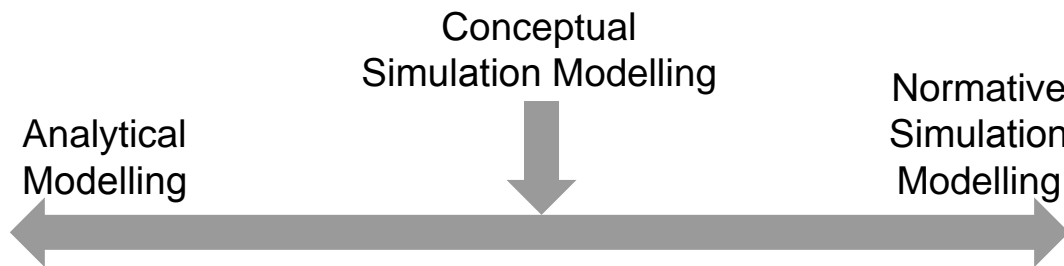 Conceptual
Simulation Modelling
Analytical
Modelling
Normative
Simulation
Modelling